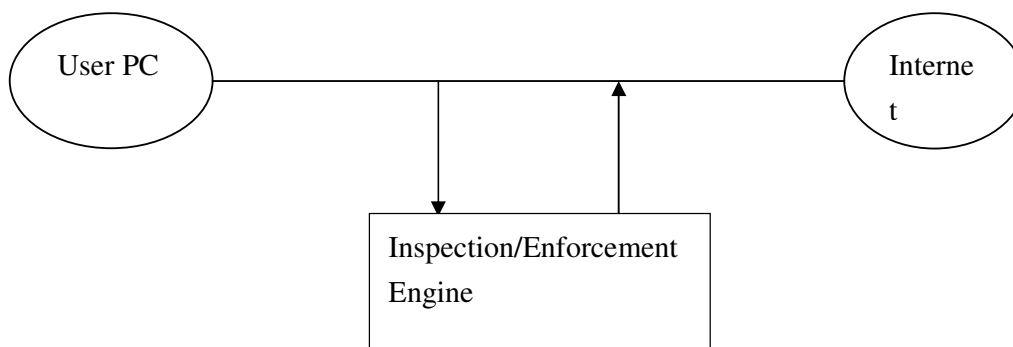 User PC
Interne
t
Inspection/Enforcement
Engine